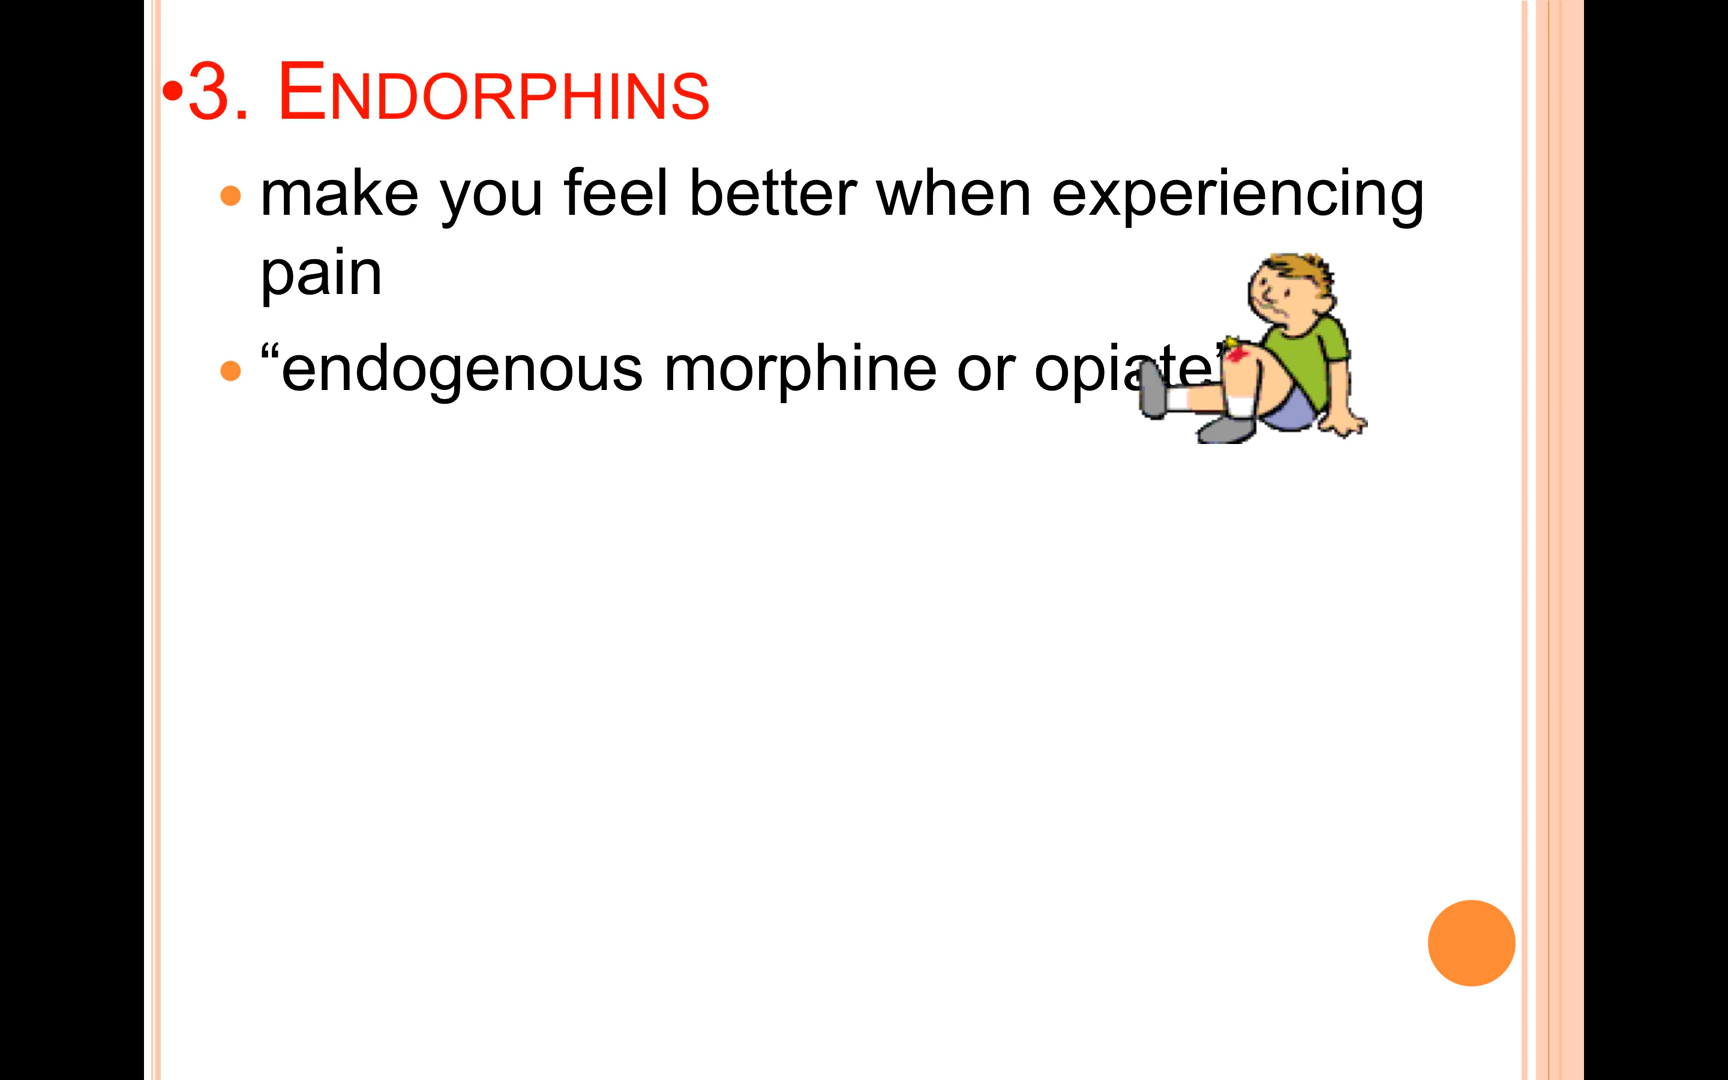 •3. ENDORPHINS
• make you feel better when experiencing
pain
• “endogenous morphine or opiate”